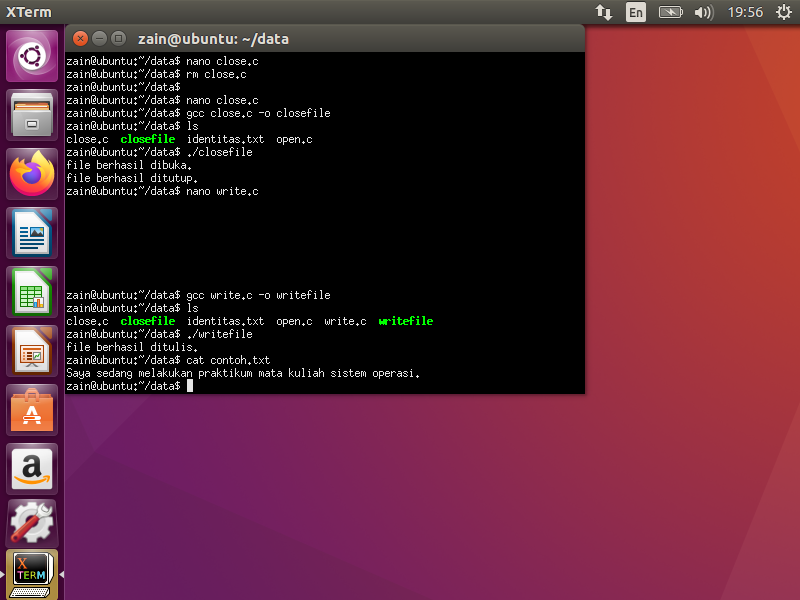 XTerm
En
19:56
zain@ubuntu: ~/data
zain@ubuntu:~/data$ nano close.c
zain@ubuntu:~/data$ rm close.c
zain@ubuntu:~/data$
zain@ubuntu:~/data$ nano close.c
zain@ubuntu:~/data$ gcc close.c -o closefile
zain@ubuntu:~/data$ ls
close.c closefile identitas.txt open.c
zain@ubuntu:~/data$ ./closefile
file berhasil dibuka.
file berhasil ditutup.
zain@ubuntu:~/data$ nano write.c
zain@ubuntu:~/data$ gcc write.c -o writefile
zain@ubuntu:~/data$ ls
close.c closefile identitas.txt open.c write.c writefile
zain@ubuntu:~/data$ ./writefile
file berhasil ditulis.
zain@ubuntu:~/data$ cat contoh.txt
Saya sedang melakukan praktikum mata kuliah sistem operasi.
zain@ubuntu:~/data$
A
a
X
TERM